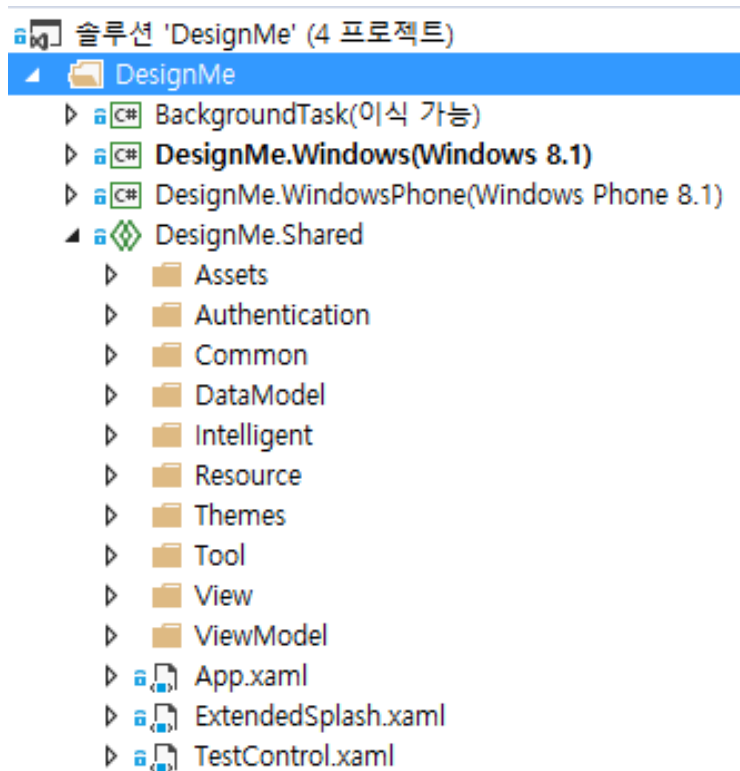 솔루션 'DesignMe' (4 프로젝트)
DesignMe
C# BackgroundTask(이식 가능)
C# DesignMe.Windows(Windows 8.1)
C# DesignMe.WindowsPhone(Windows Phone 8.1)
DesignMe.Shared
Assets
Authentication
Common
DataModel
Intelligent
Resource
Themes
Tool
View
ViewModel
App.xaml
ExtendedSplash.xaml
TestControl.xaml